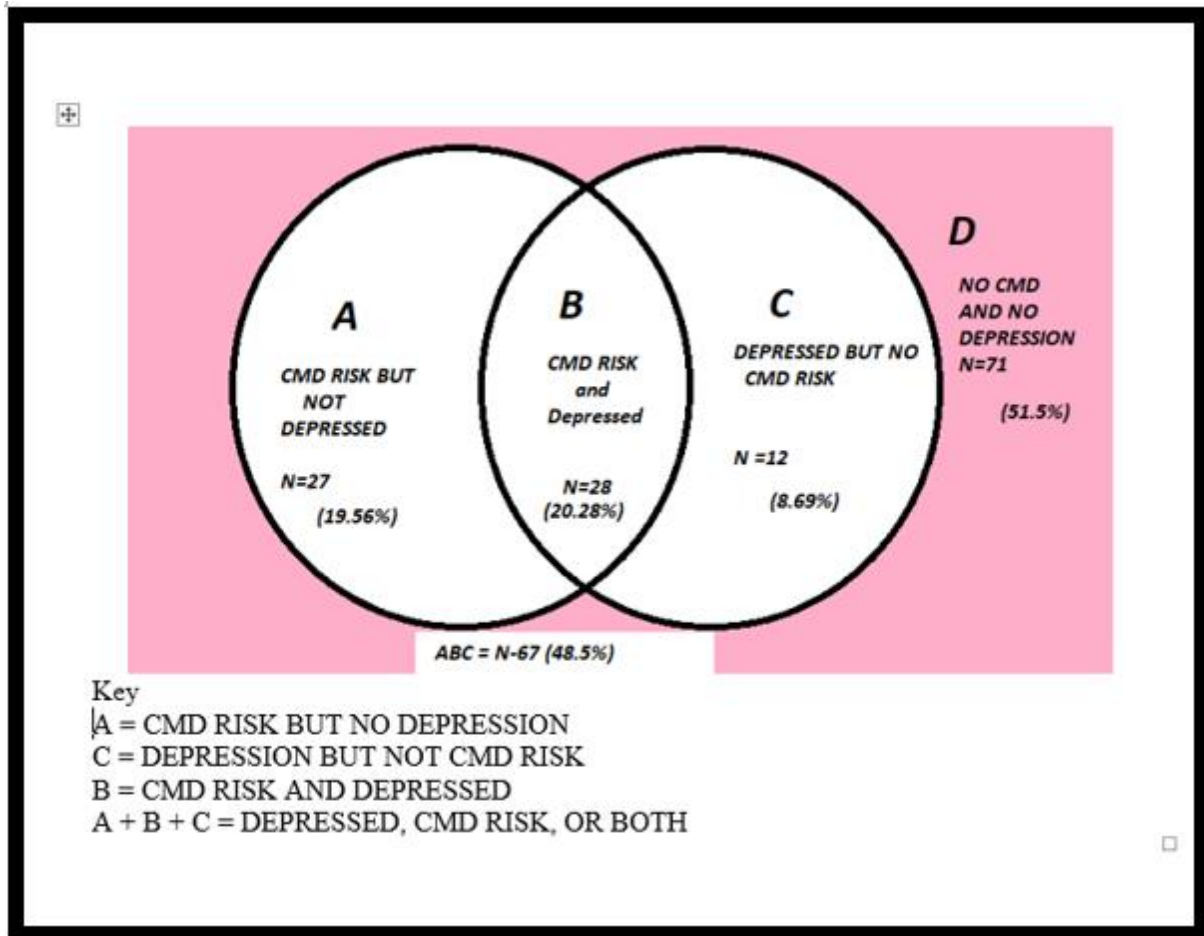 A
CMD RISK BUT
NOT
DEPRESSED
N=27
(19.56%)
B
CMD RISK
and
Depressed
N=28
(20.28%)
C
DEPRESSED BUT NO
CMD RISK
N =12
(8.69%)
D
NO CMD
AND NO
DEPRESSION
N=71
(51.5%)
ABC = N-67 (48.5%)
Key
A = CMD RISK BUT NO DEPRESSION
C = DEPRESSION BUT NOT CMD RISK
B = CMD RISK AND DEPRESSED
A + B + C = DEPRESSED, CMD RISK, OR BOTH